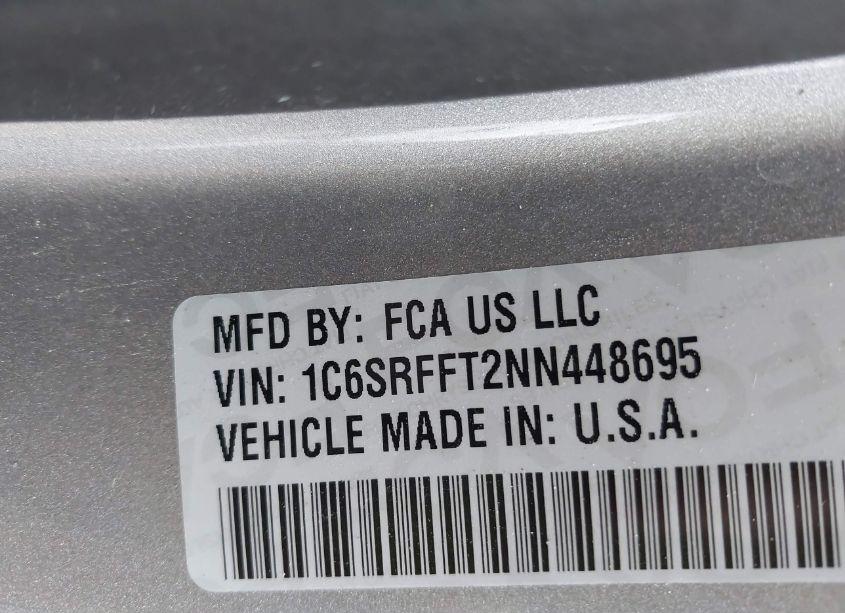 MFD BY: FCA US LLC
VIN: 1C6SRFFT2NN448695
VEHICLE MADE IN: U.S.A.